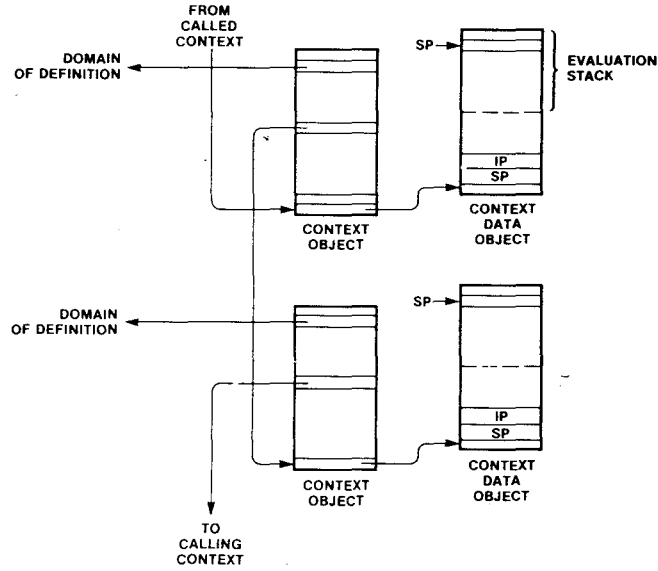 FROM
CALLED
CONTEXT
DOMAIN
OF DEFINITION
SP
EVALUATION
STACK
IP
SP
CONTEXT
OBJECT
CONTEXT
DATA
OBJECT
DOMAIN
OF DEFINITION
SP
IP
SP
CONTEXT
OBJECT
CONTEXT
DATA
OBJECT
TO
CALLING
CONTEXT